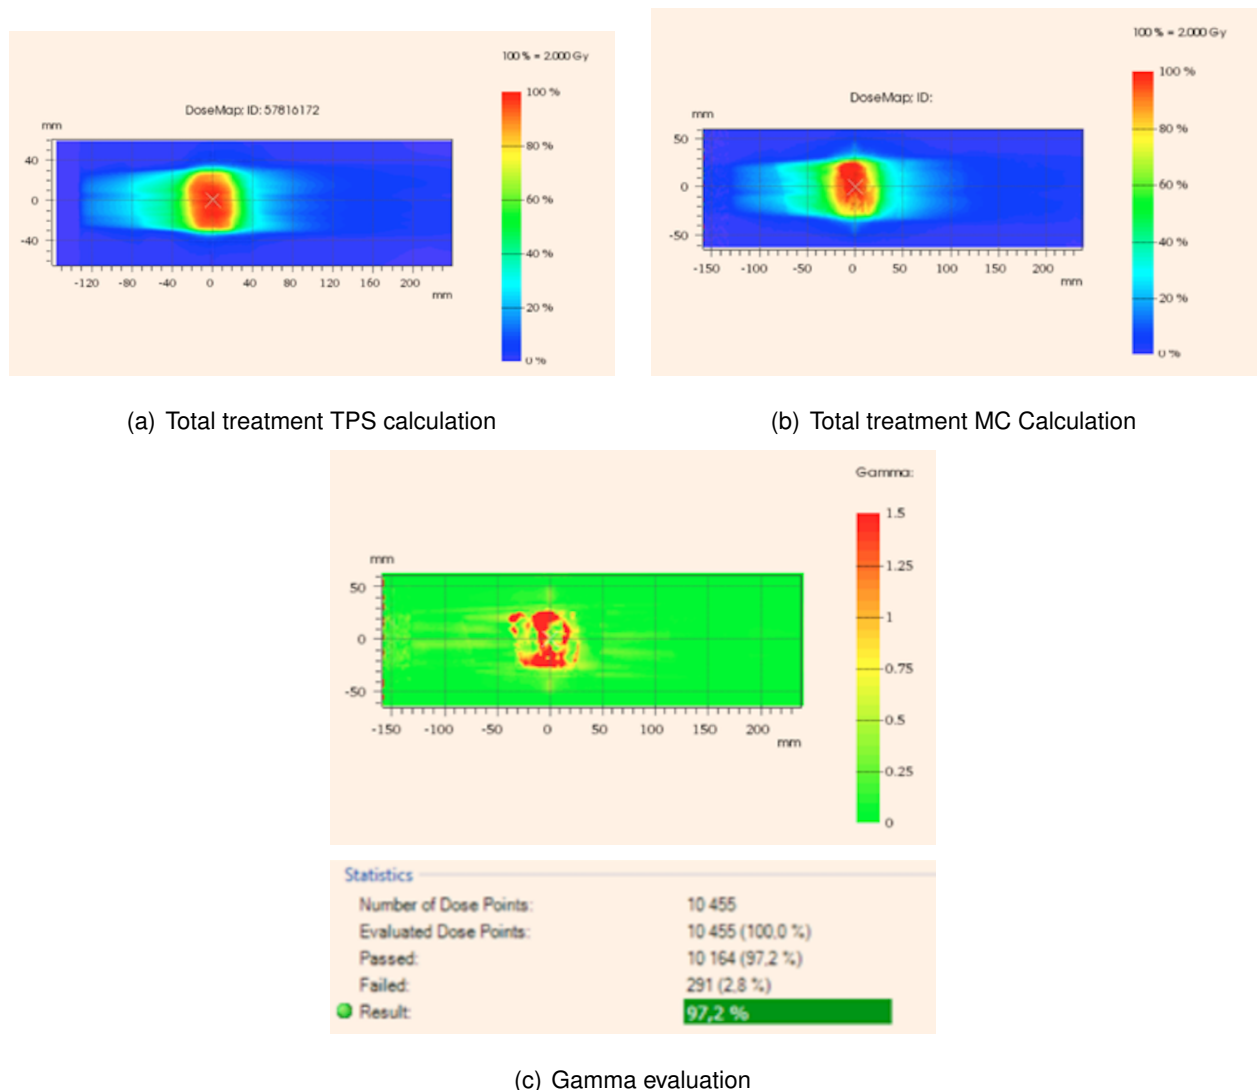 100 % = 2.000 Gy
DoseMap; ID: 57816172
mm
100 %
80 %
60 %
40 %
20 %
0 %
40
0
-40
-120 -80 -40 0 40 80 120 160 200
mm
(a) Total treatment TPS calculation
100 % = 2.000 Gy
DoseMap; ID:
mm
100 %
80 %
60 %
40 %
20 %
0 %
50
0
-50
-150 -100 -50 0 50 100 150 200
mm
(b) Total treatment MC Calculation
Gamma:
1.5
1.25
1
0.75
0.5
0.25
0
mm
50
0
-50
-150 -100 -50 0 50 100 150 200
mm
Statistics
Number of Dose Points: 10 455
Evaluated Dose Points: 10 455 (100,0 %)
Passed: 10 164 (97,2 %)
Failed: 291 (2,8 %)
Result: 97,2 %
(c) Gamma evaluation